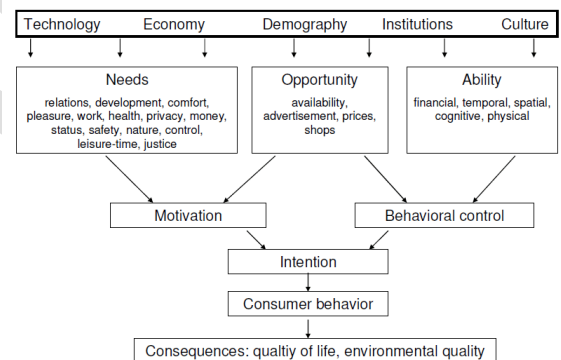 Technology Economy Demography Institutions Culture
Needs
relations, development, comfort,
pleasure, work, health, privacy, money,
status, safety, nature, control,
leisure-time, justice
Opportunity
availability,
advertisement, prices,
shops
Ability
financial, temporal, spatial,
cognitive, physical
Motivation
Behavioral control
Intention
Consumer behavior
Consequences: qualtiy of life, environmental quality